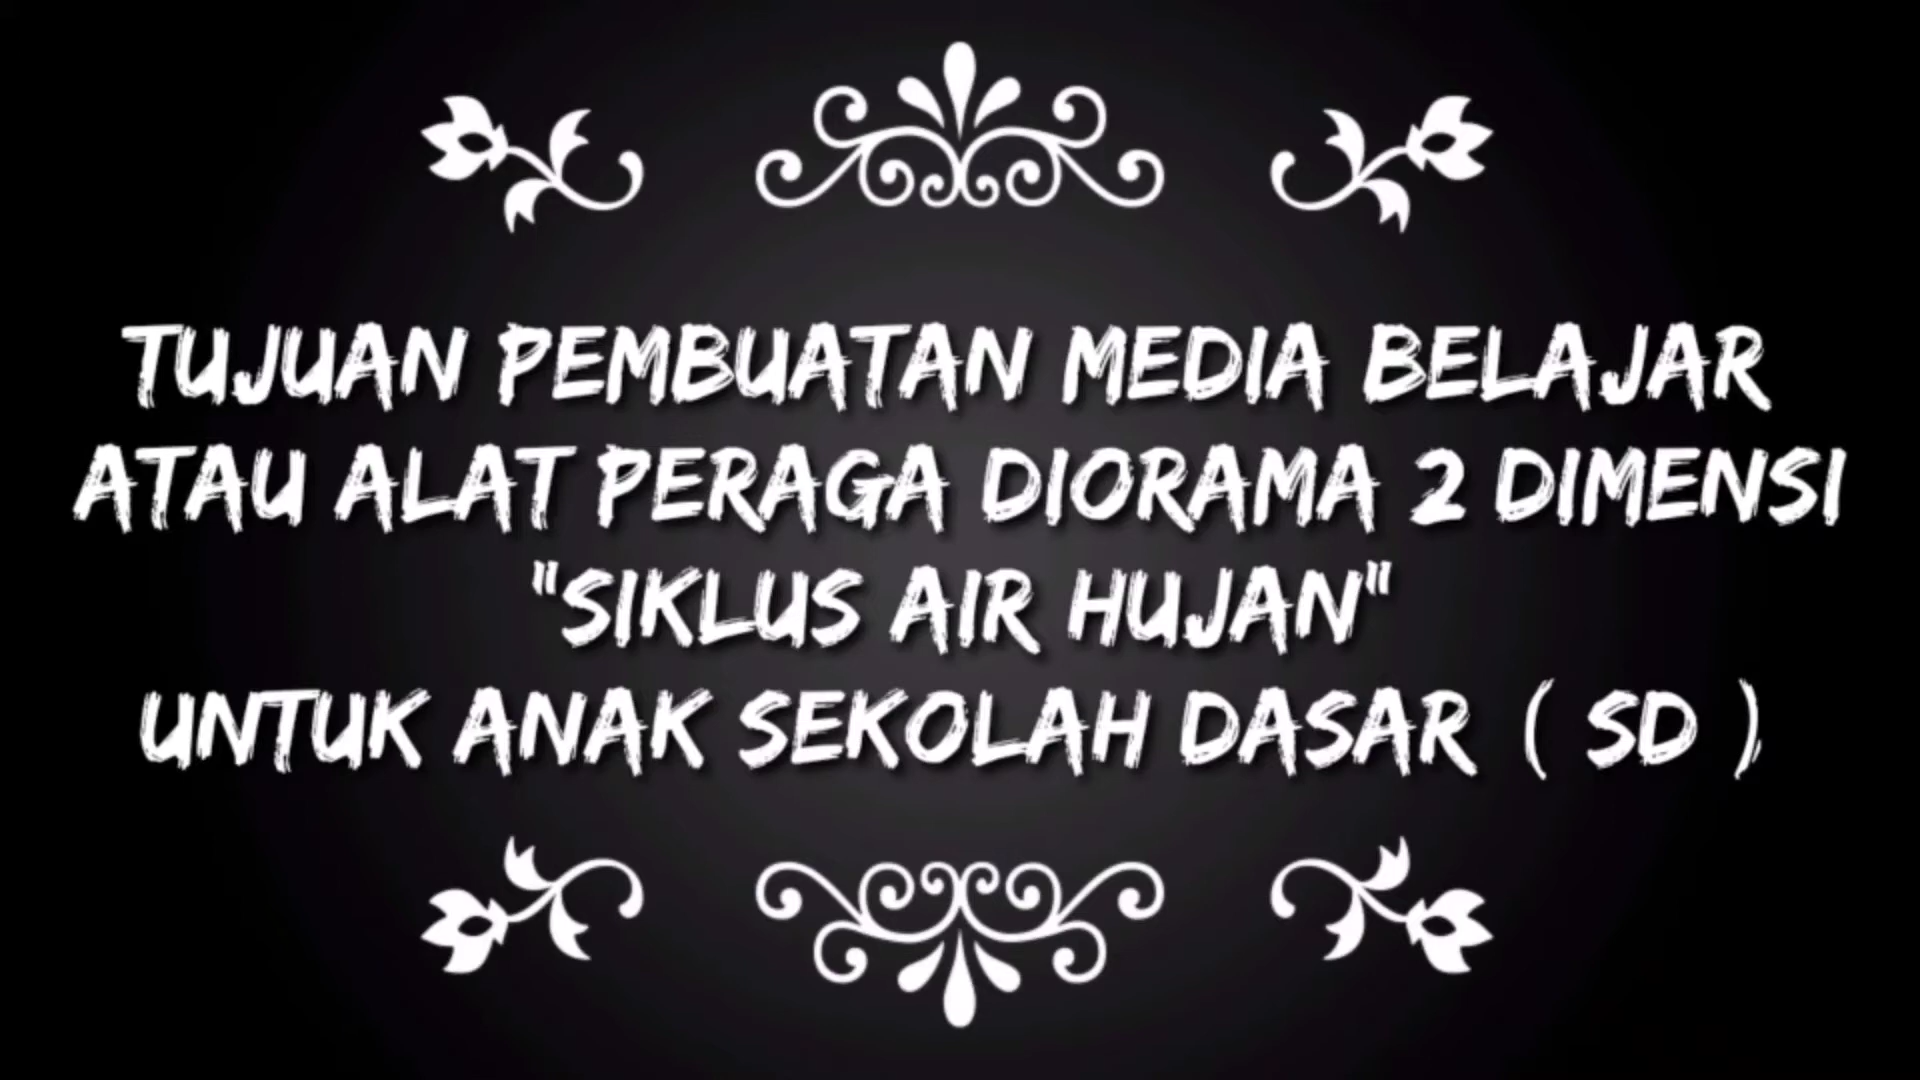 TUJUAN PEMBUATAN MEDIA BELAJAR
ATAU ALAT PERAGA DIORAMA 2 DIMENSI
"SIKLUS AIR HUJAN"
UNTUK ANAK SEKOLAH DASAR ( SD )